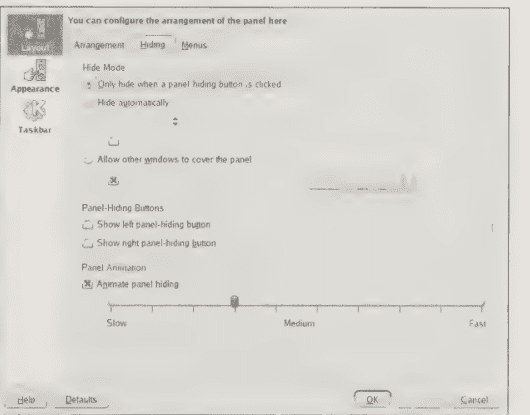 You can configure the arrangement of the panel here
Layout
Appearance
Taskbar
Arrangement Hiding Menus
Hide Mode
Only hide when a panel hiding button is clicked
Hide automatically
Allow other windows to cover the panel
Panel-Hiding Buttons
Show left panel-hiding button
Show right panel-hiding button
Panel Animation
Animate panel hiding
Slow Medium Fast
Help Defaults OK Cancel